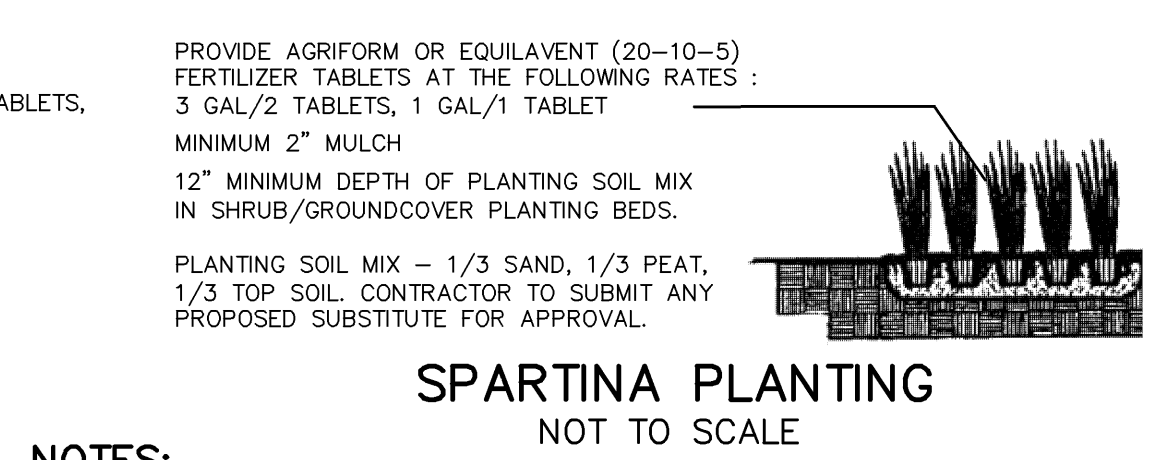 PROVIDE AGRIFORM OR EQUILAVENT (20-10-5)
FERTILIZER TABLETS AT THE FOLLOWING RATES :
ABLETS,
3 GAL/2 TABLETS, 1 GAL/1 TABLET
MINIMUM 2" MULCH
12" MINIMUM DEPTH OF PLANTING SOIL MIX
IN SHRUB/GROUNDCOVER PLANTING BEDS.
PLANTING SOIL MIX – 1/3 SAND, 1/3 PEAT,
1/3 TOP SOIL. CONTRACTOR TO SUBMIT ANY
PROPOSED SUBSTITUTE FOR APPROVAL.
SPARTINA PLANTING
NOT TO SCALE
NOTES: